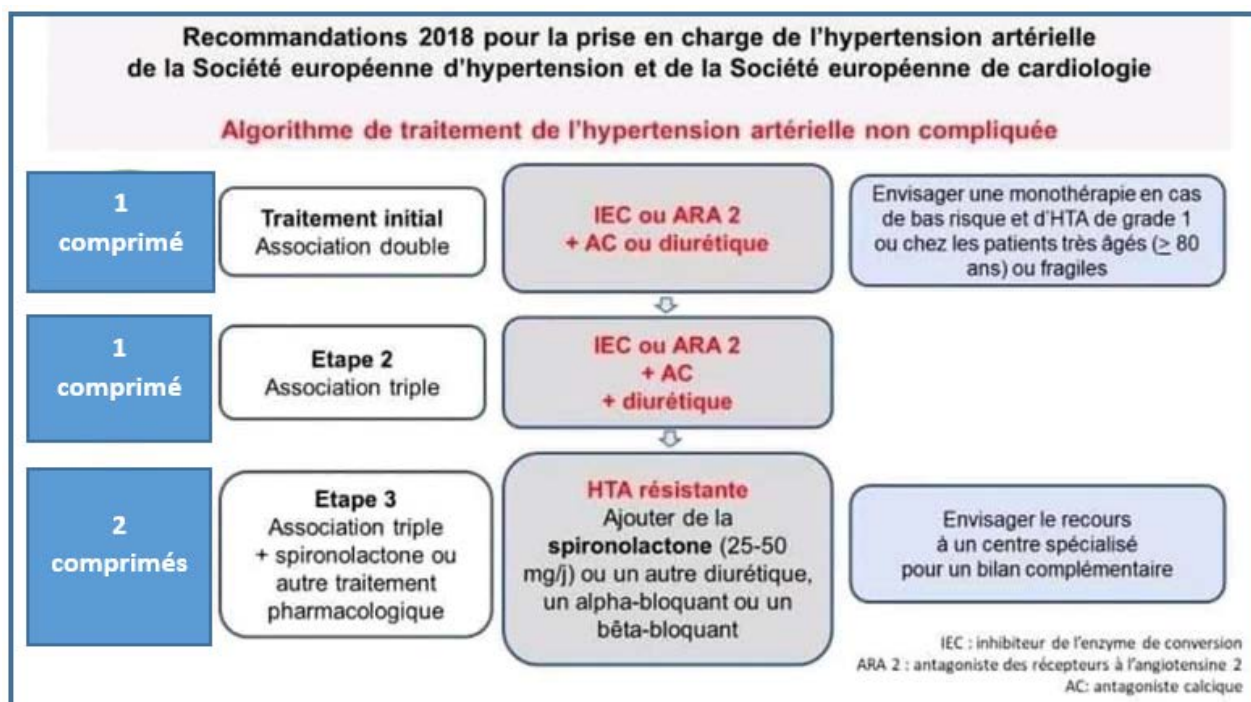 Recommandations 2018 pour la prise en charge de l'hypertension artérielle
de la Société européenne d'hypertension et de la Société européenne de cardiologie
Algorithme de traitement de l'hypertension artérielle non compliquée
1
comprimé
Traitement initial
Association double
IEC ou ARA 2
+ AC ou diurétique
Envisager une monothérapie en cas
de bas risque et d'HTA de grade 1
ou chez les patients très âgés (≥ 80
ans) ou fragiles
1
comprimé
Etape 2
Association triple
IEC ou ARA 2
+ AC
+ diurétique
2
comprimés
Etape 3
Association triple
+ spironolactone ou
autre traitement
pharmacologique
HTA résistante
Ajouter de la
spironolactone (25-50
mg/j) ou un autre diurétique,
un alpha-bloquant ou un
bêta-bloquant
Envisager le recours
à un centre spécialisé
pour un bilan complémentaire
IEC : inhibiteur de l'enzyme de conversion
ARA 2 : antagoniste des récepteurs à l'angiotensine 2
AC: antagoniste calcique